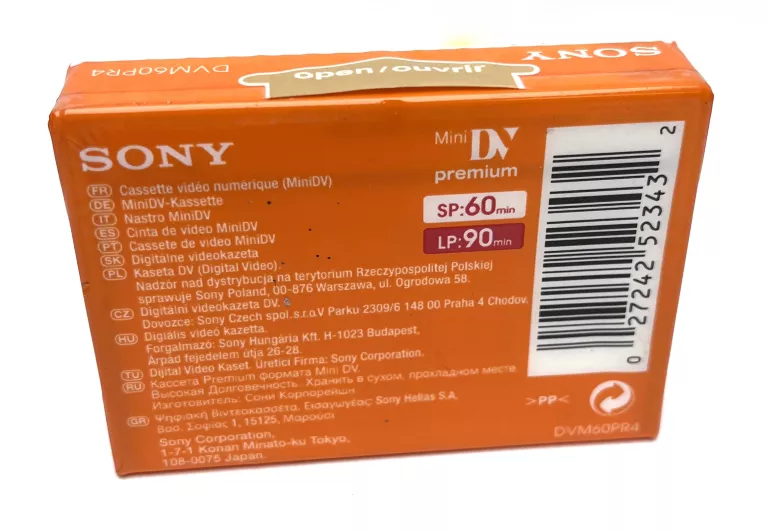 DVM60PR4
open/ouvrir
SONY
SONY
Mini DV
premium
SP:60min
LP:90min
FR Cassette vidéo numérique (MiniDV)
DE MiniDV-Kassette
IT Nastro MiniDV
ES Cinta de video MiniDV
PT Cassete de video MiniDV
SK Digitalne videokazeta
PL Kaseta DV (Digital Video).
Nadzór nad dystrybucją na terytorium Rzeczypospolitej Polskiej
sprawuje Sony Poland, 00-876 Warszawa, ul. Ogrodowa 58.
CZ Digitální videokazeta DV.
Dovozce: Sony Czech spol.s.r.o.V Parku 2309/6 148 00 Praha 4 Chodov.
HU Digiális videó kazetta.
Forgalmazó: Sony Hungária Kft. H-1023 Budapest,
Árpád fejedelem útja 26-28.
TU Dijital Video Kaset. Üretici Firma: Sony Corporation.
RU Кассета Premium формата Mini DV.
Высокая Долговечность. Хранить в сухом, прохладном месте.
Изготовитель: Сони Корпорейшн
GR Ψηφιακή Βιντεοκασσέτα. Εισαγωγέας: Sony Hellas S.A.
Βασ. Σοφίας 1, 15125, Μαρούσι
Sony Corporation,
1-7-1 Konan Minato-ku Tokyo,
108-0075 Japan.
0 27242 52343 2
>PP<
DVM60PR4